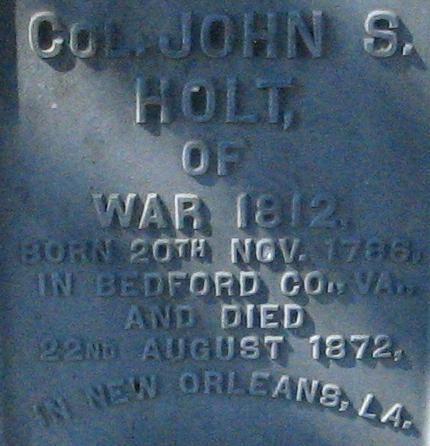 COL. JOHN S.
HOLT,
OF
WAR 1812.
BORN 20TH NOV. 1786,
IN BEDFORD CO., VA.,
AND DIED
22ND AUGUST 1872,
IN NEW ORLEANS, LA.